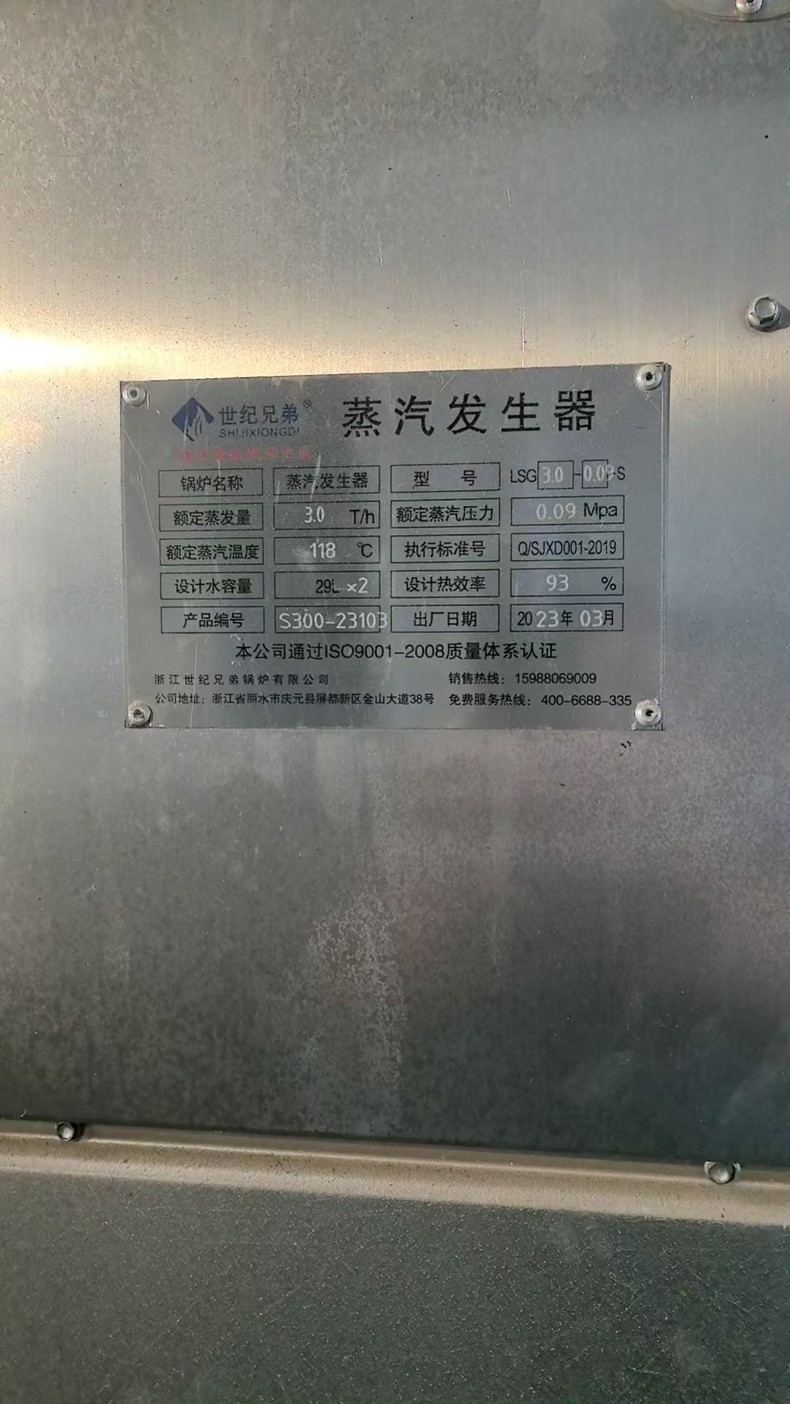 世纪兄弟® 蒸汽发生器
SHIJIXIONGDI
锅炉名称 蒸汽发生器 型 号 LSG 3.0-0.09-S
额定蒸发量 3.0 T/h 额定蒸汽压力 0.09 Mpa
额定蒸汽温度 118 ℃ 执行标准号 Q/SJXD001-2019
设计水容量 29L ×2 设计热效率 93 %
产品编号 S300-23103 出厂日期 2023年 03月
本公司通过ISO9001-2008质量体系认证
浙江世纪兄弟锅炉有限公司 销售热线：15988069009
公司地址：浙江省丽水市庆元县屏都新区金山大道38号 免费服务热线：400-6688-335